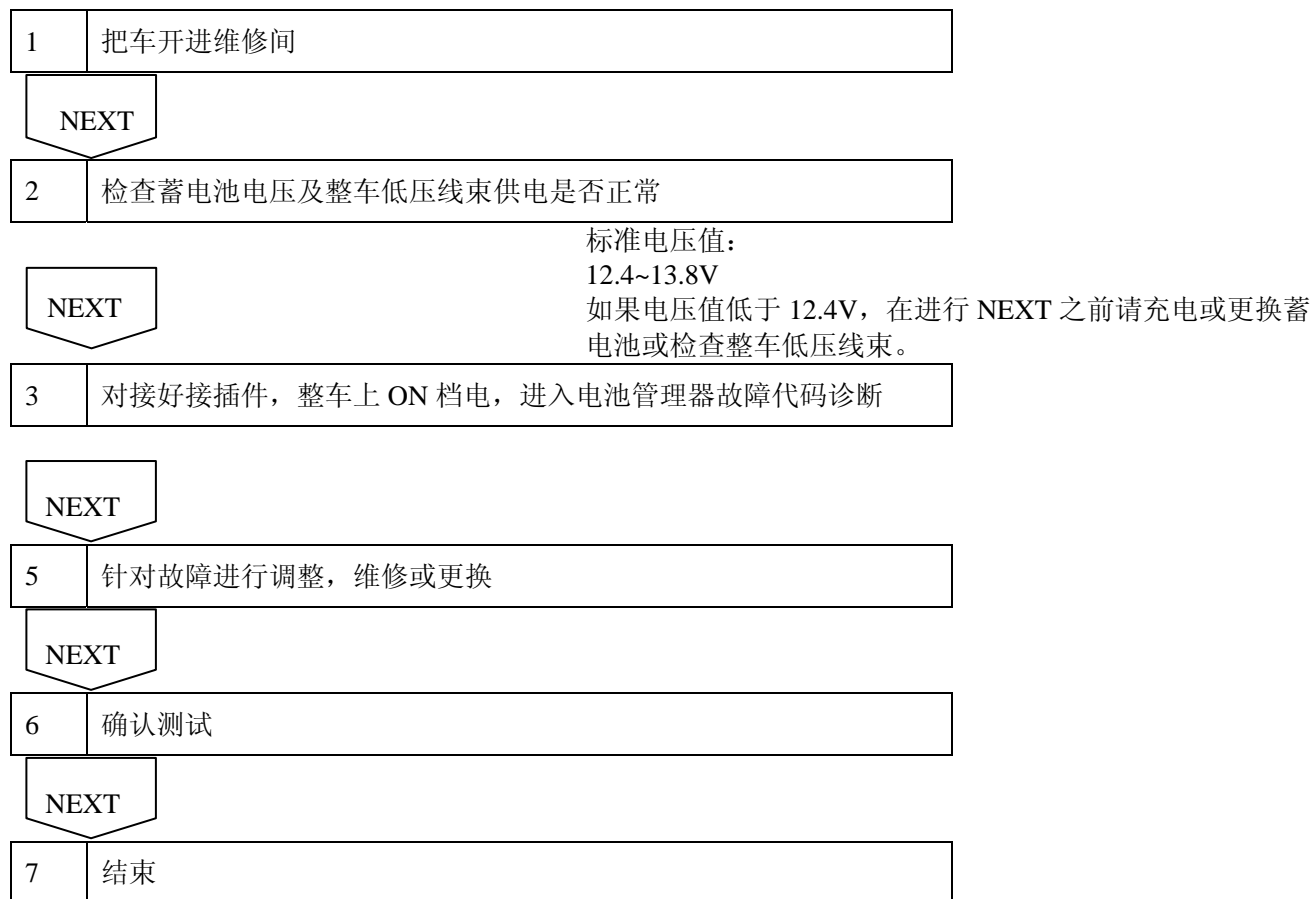 1 把车开进维修间
NEXT
2 检查蓄电池电压及整车低压线束供电是否正常
标准电压值：
12.4~13.8V
如果电压值低于 12.4V，在进行 NEXT 之前请充电或更换蓄
电池或检查整车低压线束。
NEXT
3 对接好接插件，整车上 ON 档电，进入电池管理器故障代码诊断
NEXT
5 针对故障进行调整，维修或更换
NEXT
6 确认测试
NEXT
7 结束